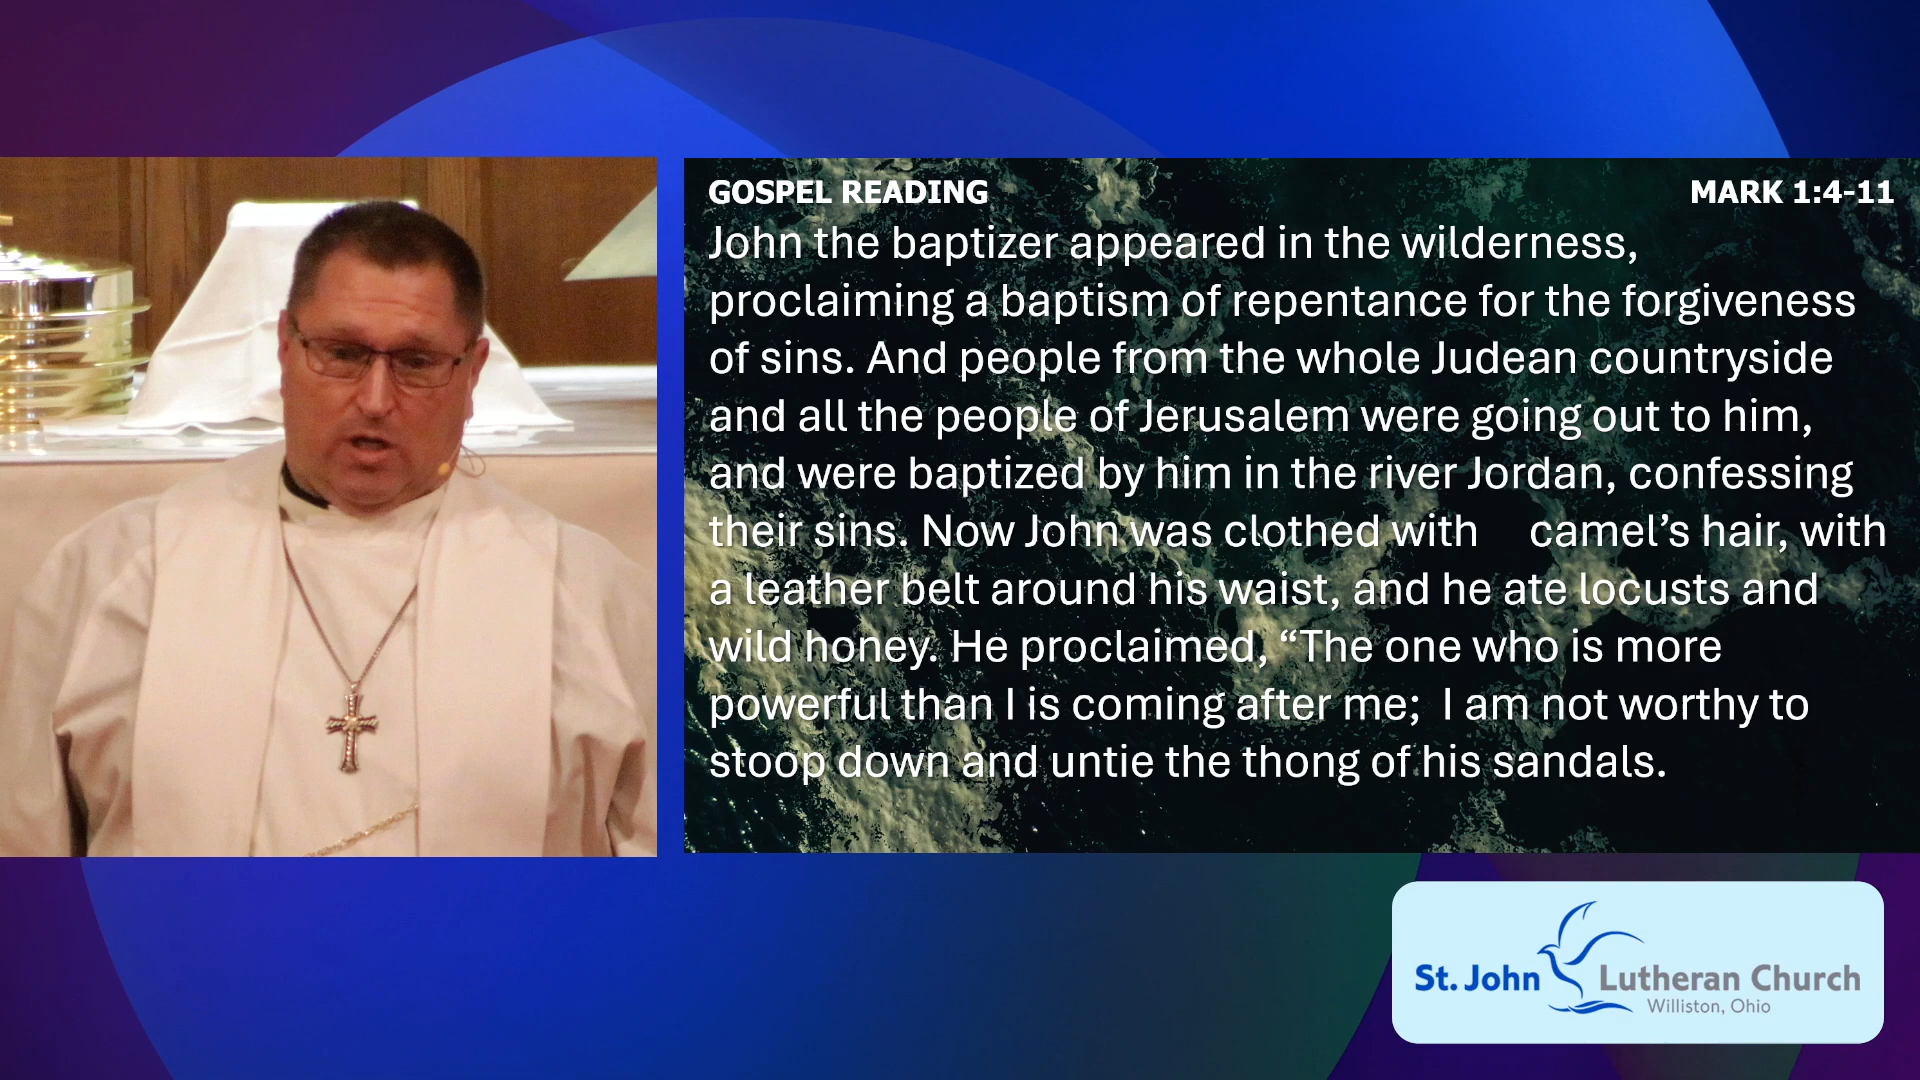 GOSPEL READING MARK 1:4-11
John the baptizer appeared in the wilderness,
proclaiming a baptism of repentance for the forgiveness
of sins. And people from the whole Judean countryside
and all the people of Jerusalem were going out to him,
and were baptized by him in the river Jordan, confessing
their sins. Now John was clothed with camel’s hair, with
a leather belt around his waist, and he ate locusts and
wild honey. He proclaimed, “The one who is more
powerful than I is coming after me; I am not worthy to
stoop down and untie the thong of his sandals.
St. John Lutheran Church
Williston, Ohio